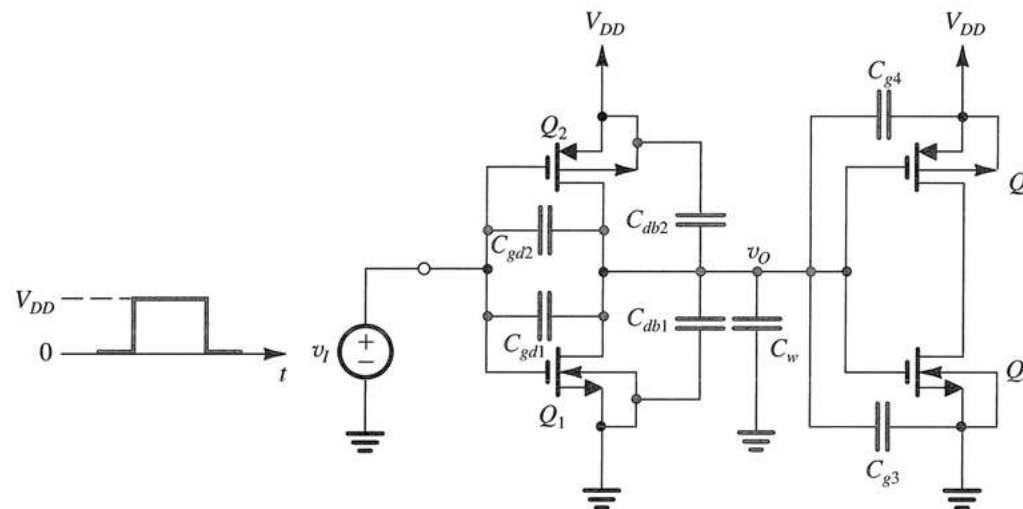 V_DD
V_DD
C_g4
Q_2
Q
C_gd2
C_db2
v_O
V_DD
0
t
v_I
+
−
C_gd1
C_db1
C_w
Q_1
Q
C_g3